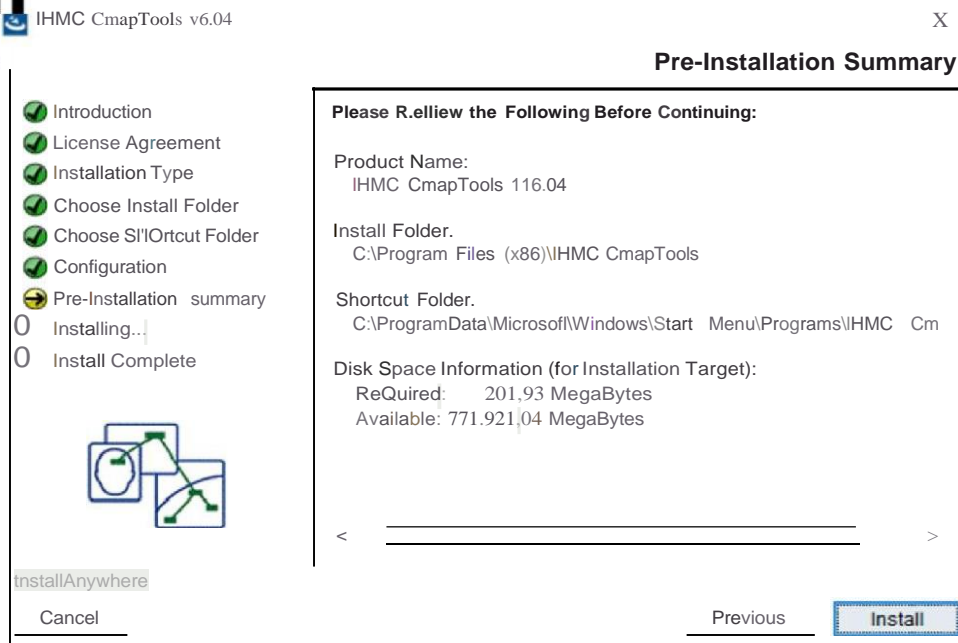 IHMC CmapTools v6.04
X
Pre-Installation Summary
Introduction
License Agreement
Installation Type
Choose Install Folder
Choose Sl'lOrtcut Folder
Configuration
Pre-Installation summary
O Installing...
O Install Complete
Please R.elliew the Following Before Continuing:
Product Name:
IHMC CmapTools 116.04
Install Folder.
C:\Program Files (x86)\IHMC CmapTools
Shortcut Folder.
C:\ProgramData\Microsofl\Windows\Start Menu\Programs\IHMC Cm
Disk Space Information (for Installation Target):
ReQuired: 201,93 MegaBytes
Available: 771.921,04 MegaBytes
< >
tnstallAnywhere
Cancel
Previous
Install